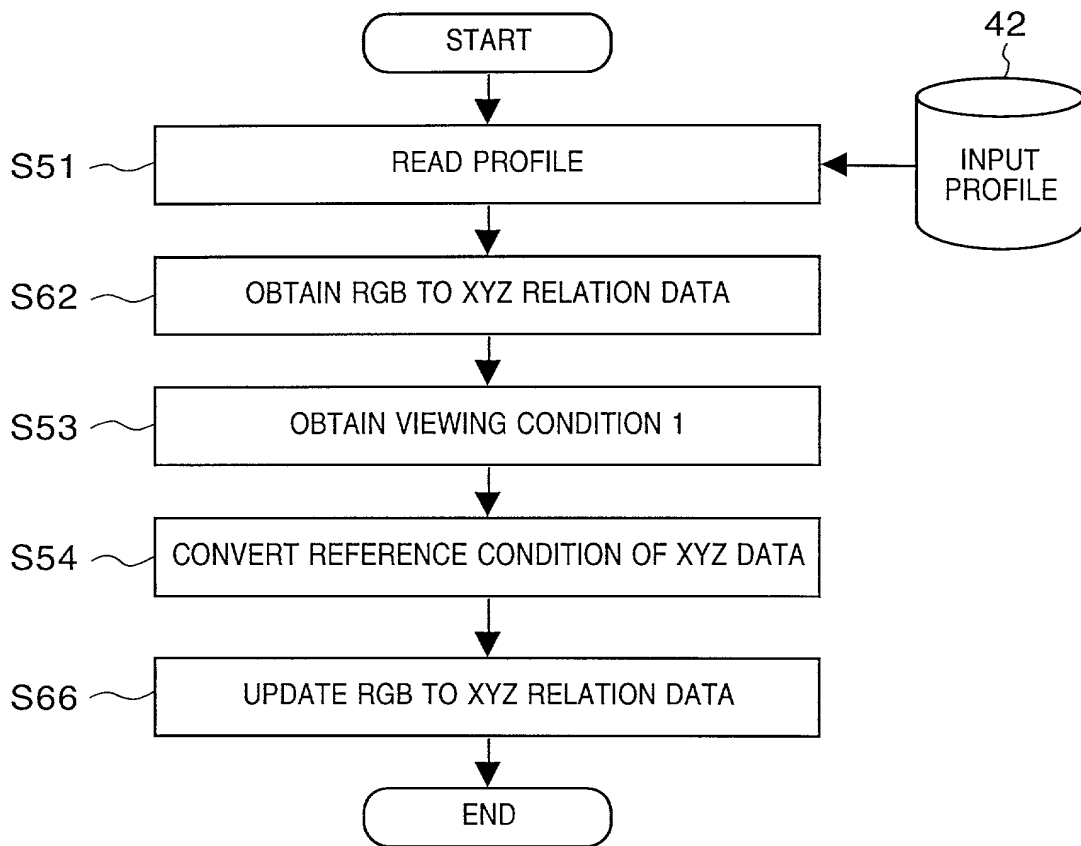 START
42
S51
READ PROFILE
INPUT
PROFILE
S62
OBTAIN RGB TO XYZ RELATION DATA
S53
OBTAIN VIEWING CONDITION 1
S54
CONVERT REFERENCE CONDITION OF XYZ DATA
S66
UPDATE RGB TO XYZ RELATION DATA
END